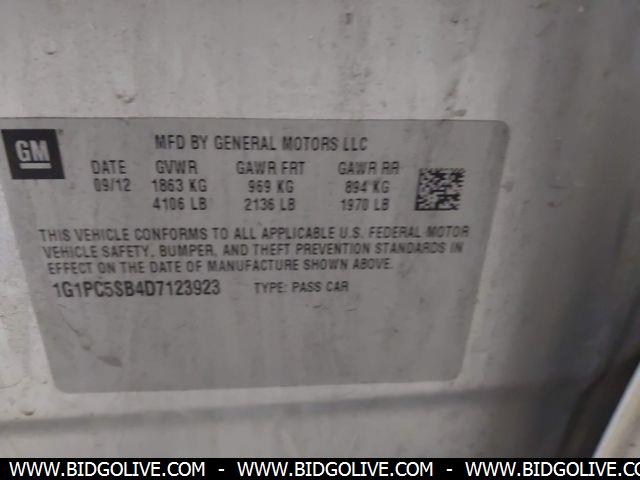 GM
MFD BY GENERAL MOTORS LLC
DATE GVWR GAWR FRT GAWR RR
09/12 1863 KG 969 KG 894 KG
4106 LB 2136 LB 1970 LB
THIS VEHICLE CONFORMS TO ALL APPLICABLE U.S. FEDERAL MOTOR
VEHICLE SAFETY, BUMPER, AND THEFT PREVENTION STANDARDS IN
EFFECT ON THE DATE OF MANUFACTURE SHOWN ABOVE.
1G1PC5SB4D7123923 TYPE: PASS CAR
WWW.BIDGOLIVE.COM - WWW.BIDGOLIVE.COM - WWW.BIDGOLIVE.COM